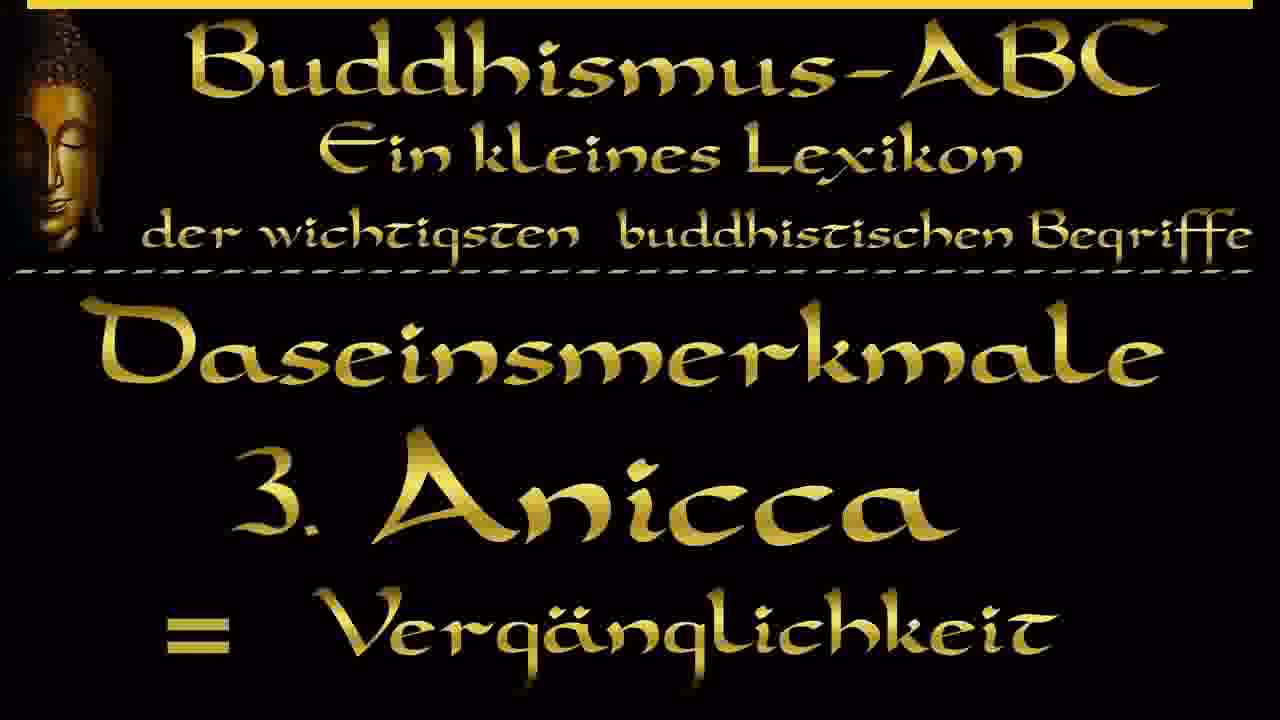 Buddhismus-ABC
Ein kleines Lexikon
der wichtigsten buddhistischen Begriffe
Daseinsmerkmale
3. Anicca
= Vergänglichkeit